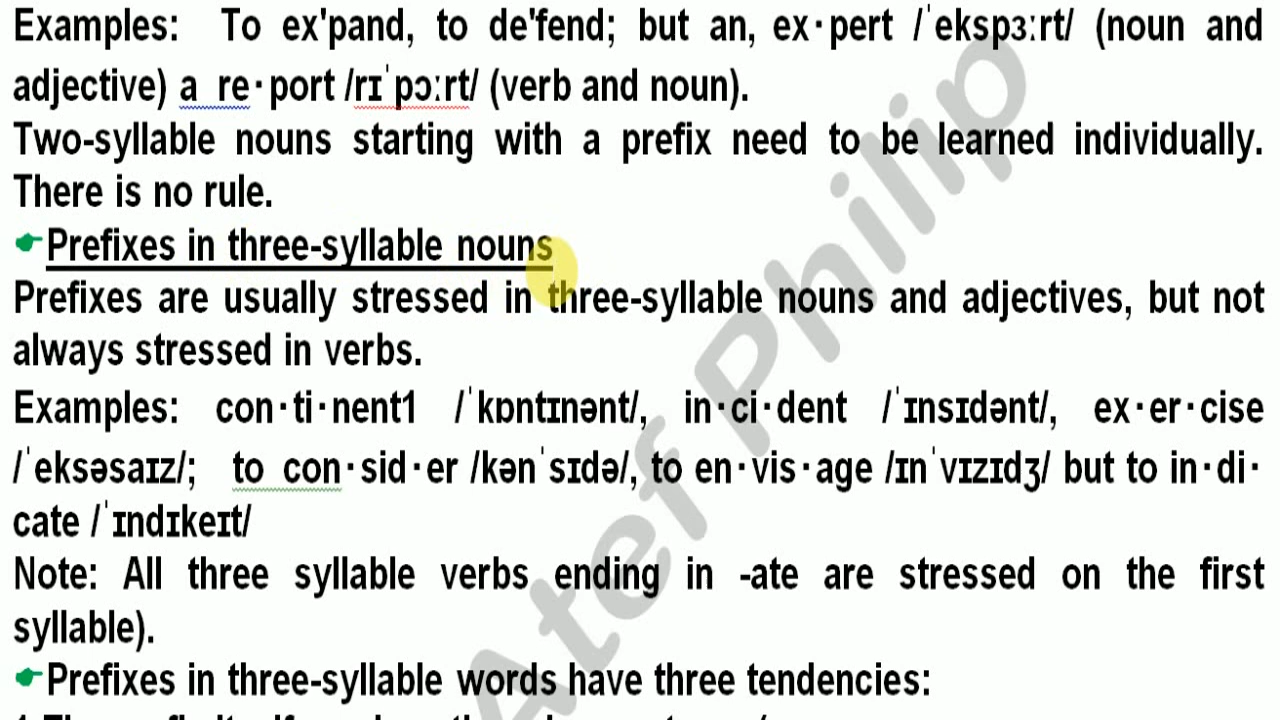 Examples: To ex'pand, to de'fend; but an, ex·pert /ˈekspɜːrt/ (noun and
adjective) a re·port /rɪˈpɔːrt/ (verb and noun).
Two-syllable nouns starting with a prefix need to be learned individually.
There is no rule.
Prefixes in three-syllable nouns
Prefixes are usually stressed in three-syllable nouns and adjectives, but not
always stressed in verbs.
Examples: con·ti·nent1 /ˈkɒntɪnənt/, in·ci·dent /ˈɪnsɪdənt/, ex·er·cise
/ˈeksəsaɪz/; to con·sid·er /kənˈsɪdə/, to en·vis·age /ɪnˈvɪzɪdʒ/ but to in·di·
cate /ˈɪndɪkeɪt/
Note: All three syllable verbs ending in -ate are stressed on the first
syllable).
Prefixes in three-syllable words have three tendencies:
Atef Philip